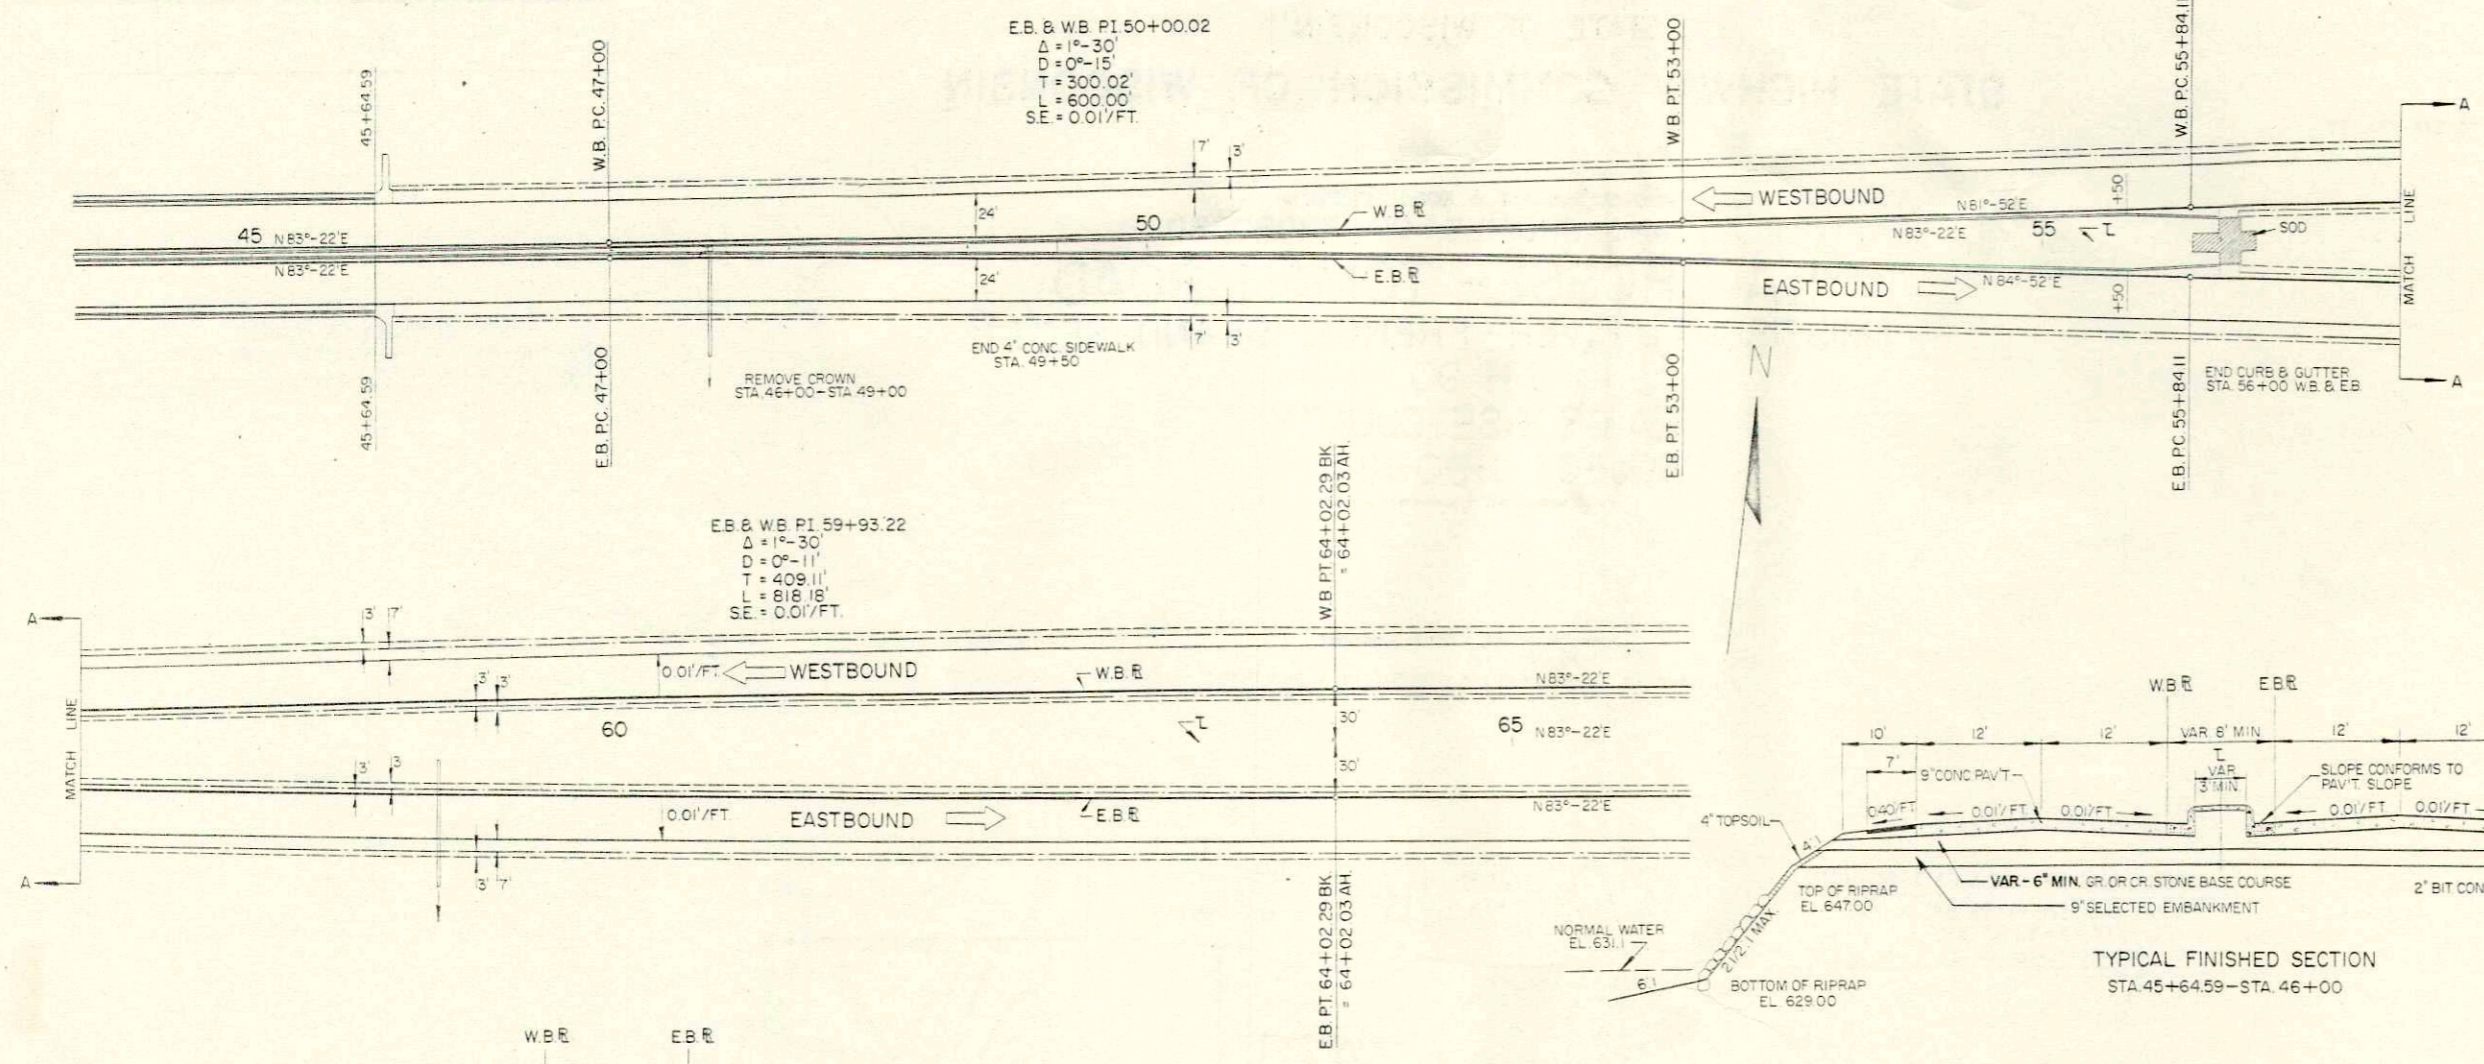 E.B. & W.B. P.I. 50+00.02
Δ = 1°-30'
D = 0°-15'
T = 300.02'
L = 600.00'
S.E. = 0.01'/FT.
45+64.59
W.B. P.C. 47+00
W.B. P.T. 53+00
W.B. P.C. 55+84.11
A
7'
3'
WESTBOUND
N 81°-52'E
+50
24'
W.B. ℞
45
N 83°-22'E
50
N 83°-22'E
55
SOD
N 83°-22'E
24'
E.B. ℞
EASTBOUND
N 84°-52'E
+50
MATCH LINE
7'
3'
45+64.59
E.B. P.C. 47+00
REMOVE CROWN
STA. 46+00-STA 49+00
END 4" CONC. SIDEWALK
STA. 49+50
E.B. P.T. 53+00
N
E.B. P.C. 55+84.11
END CURB & GUTTER
STA. 56+00 W.B. & E.B.
A
E.B. & W.B. P.I. 59+93.22
Δ = 1°-30'
D = 0°-11'
T = 409.11'
L = 818.18'
S.E. = 0.01'/FT.
W.B. P.T. 64+02.29 BK
= 64+02.03 AH.
A
3'
7'
0.01'/FT.
WESTBOUND
W.B. ℞
N 83°-22'E
3'
3'
60
30'
65
N 83°-22'E
MATCH LINE
3'
3
30'
0.01'/FT.
EASTBOUND
E.B. ℞
N 83°-22'E
A
3'
7'
E.B. P.T. 64+02.29 BK.
= 64+02.03 AH.
W.B. ℞
E.B. ℞
10'
12'
12'
VAR 8' MIN
12'
12'
7'
9" CONC PAV'T
VAR
3' MIN
SLOPE CONFORMS TO
PAV'T. SLOPE
0.40/FT
0.01'/FT.
0.01'/FT
0.01'/FT
0.01'/FT
4" TOPSOIL
4:1
VAR-6" MIN. GR. OR CR. STONE BASE COURSE
2" BIT. CON
TOP OF RIPRAP
EL. 647.00
9" SELECTED EMBANKMENT
NORMAL WATER
EL. 631.1
2 1/2:1 MAX.
6:1
BOTTOM OF RIPRAP
EL 629.00
TYPICAL FINISHED SECTION
STA. 45+64.59-STA. 46+00
W.B. ℞
E.B. ℞